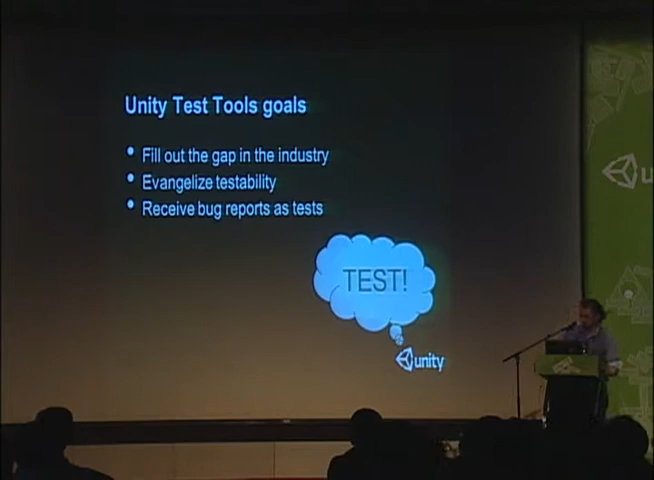 Unity Test Tools goals
• Fill out the gap in the industry
• Evangelize testability
• Receive bug reports as tests
TEST!
unity
u